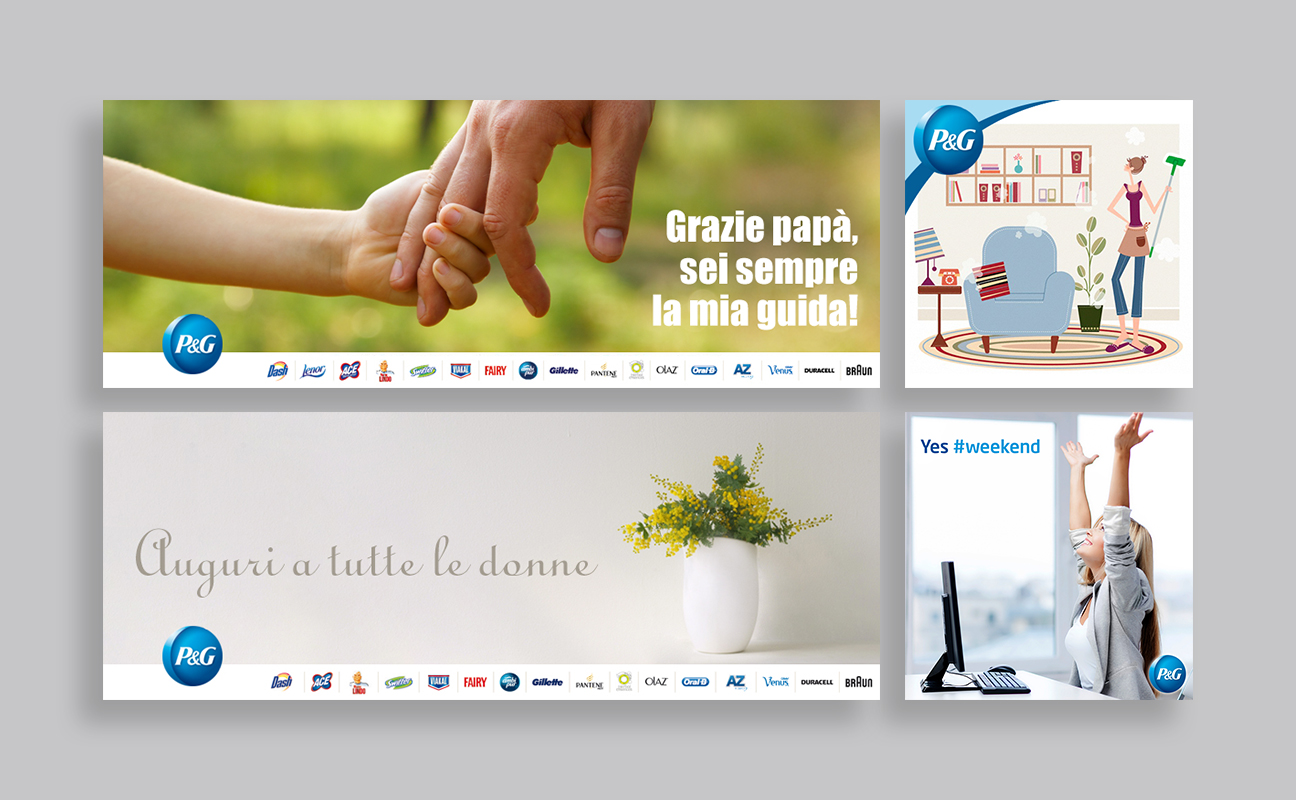 Grazie papà,
sei sempre
la mia guida!
P&G
Dash Lenor ACE LINDO Swiffer VIAKAL FAIRY ambi pur Gillette PANTENE OLAZ Oral-B AZ Venus DURACELL BRAUN
P&G
Auguri a tutte le donne
P&G
Dash ACE LINDO Swiffer VIAKAL FAIRY ambi pur Gillette PANTENE OLAZ Oral-B AZ Venus DURACELL BRAUN
Yes #weekend
P&G